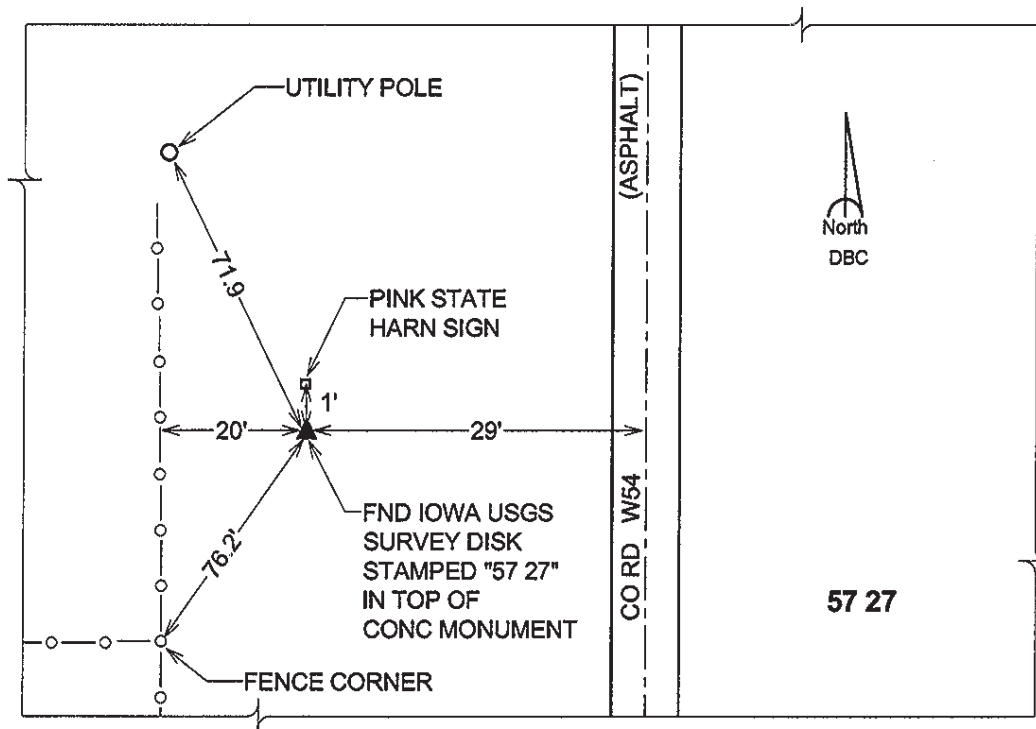 UTILITY POLE
(ASPHALT)
North
DBC
71.9
PINK STATE
HARN SIGN
1'
20'
29'
FND IOWA USGS
SURVEY DISK
STAMPED "57 27"
IN TOP OF
CONC MONUMENT
76.2'
CO RD W54
57 27
FENCE CORNER